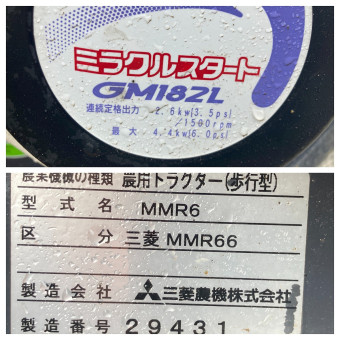 ミラクルスタート
GM182L
連続定格出力 2.6kw(3.5ps)
/1500rpm
最大 4.4kw(6.0ps)
農業機械の種類 農用トラクター(歩行型)
型式名 MMR6
区分 三菱 MMR66
製造会社 三菱農機株式会社
製造番号 29431